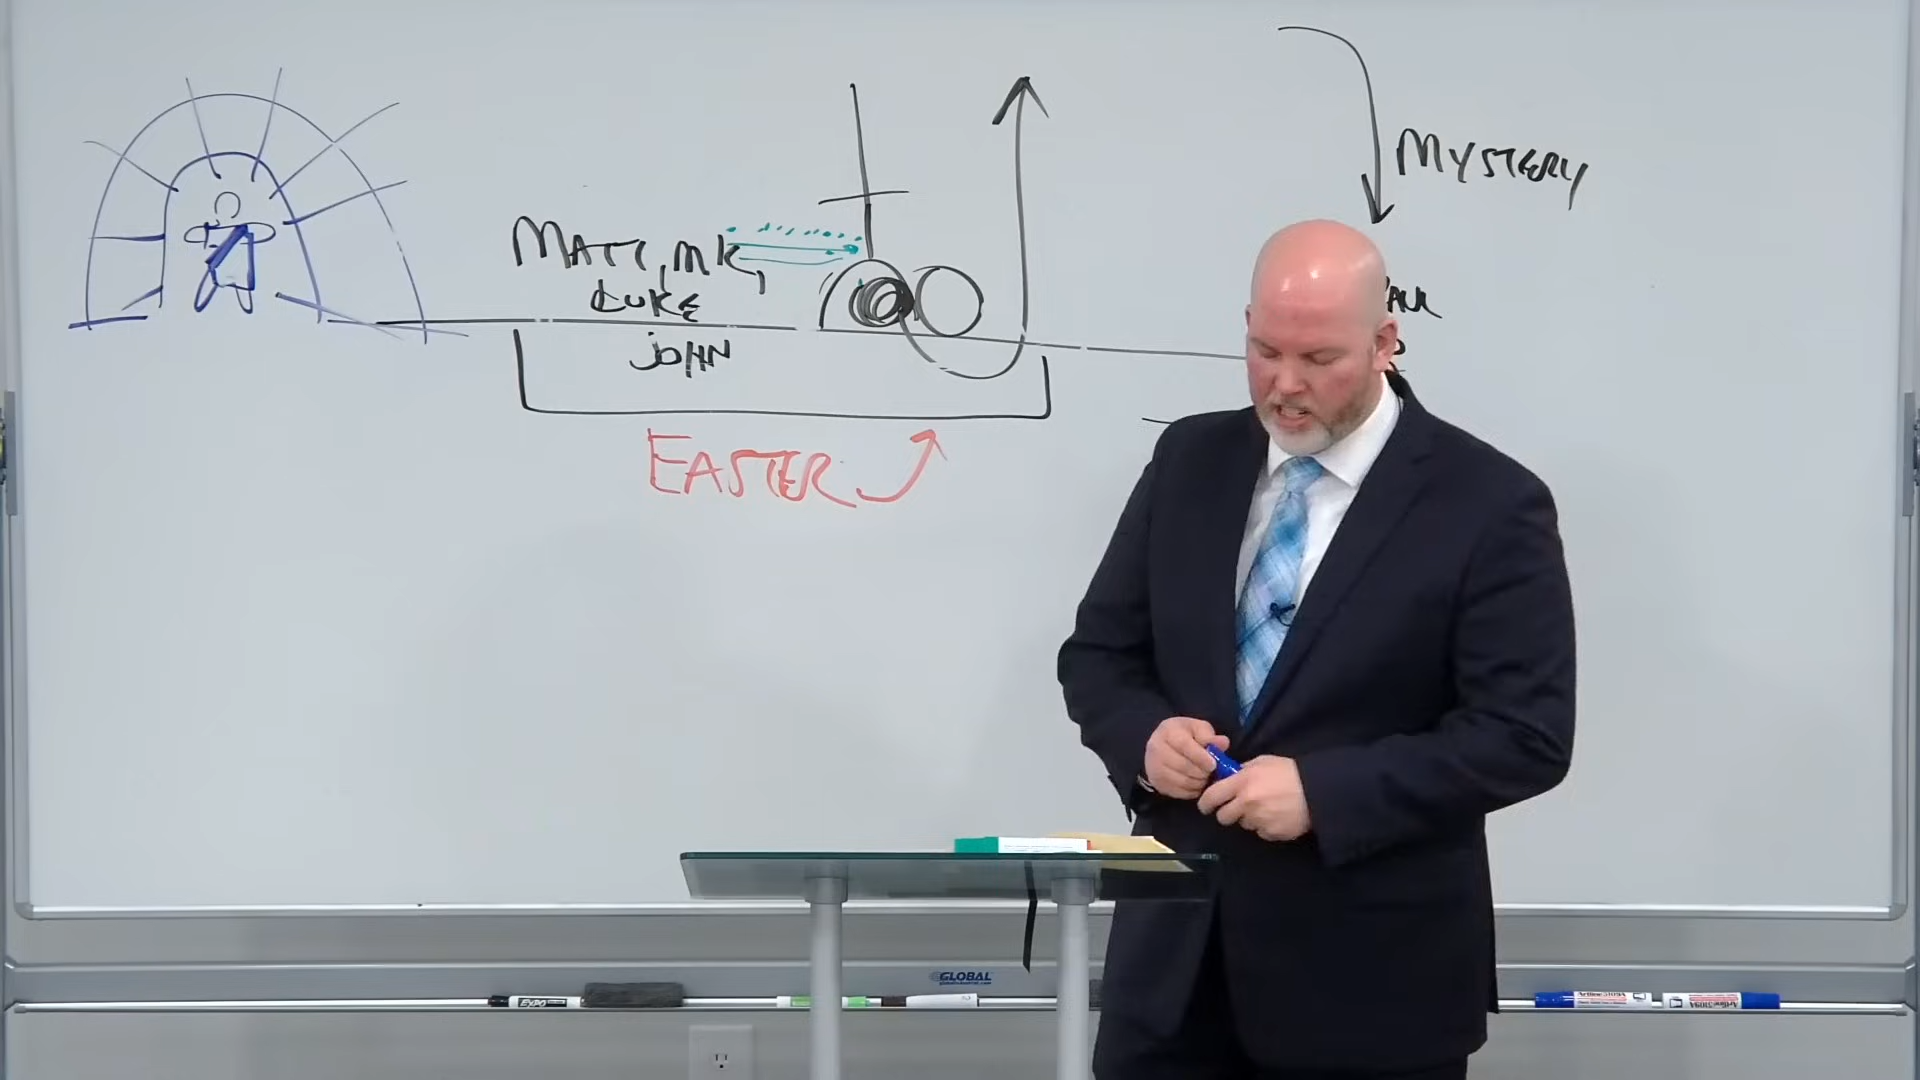 MYSTERY
MATT, MK,
LUKE
JOHN
EASTER
GLOBAL
EXPO